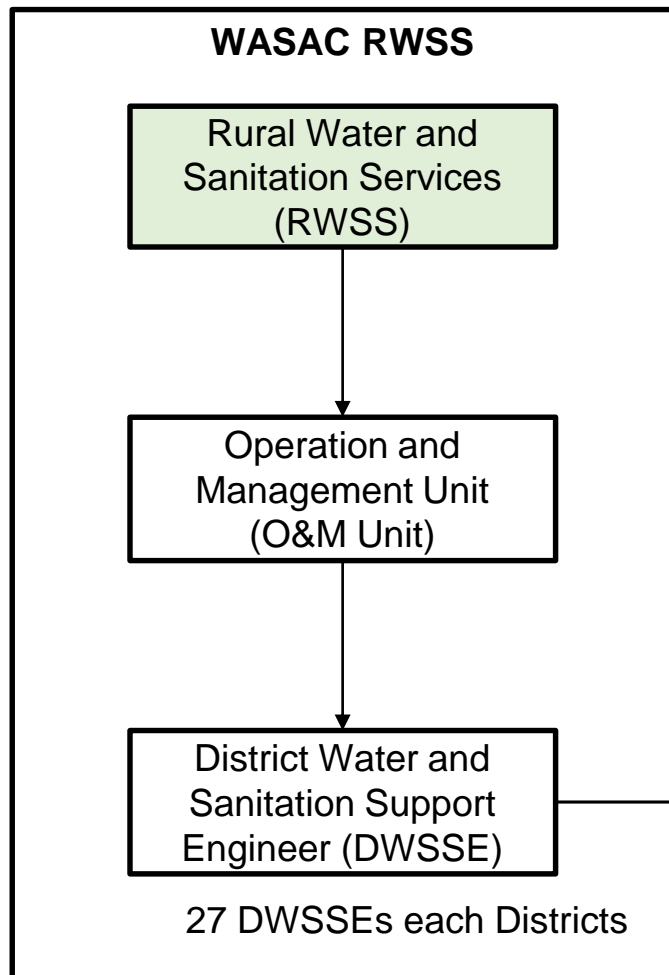 WASAC RWSS
Rural Water and
Sanitation Services
(RWSS)
Operation and
Management Unit
(O&M Unit)
District Water and
Sanitation Support
Engineer (DWSSE)
27 DWSSEs each Districts